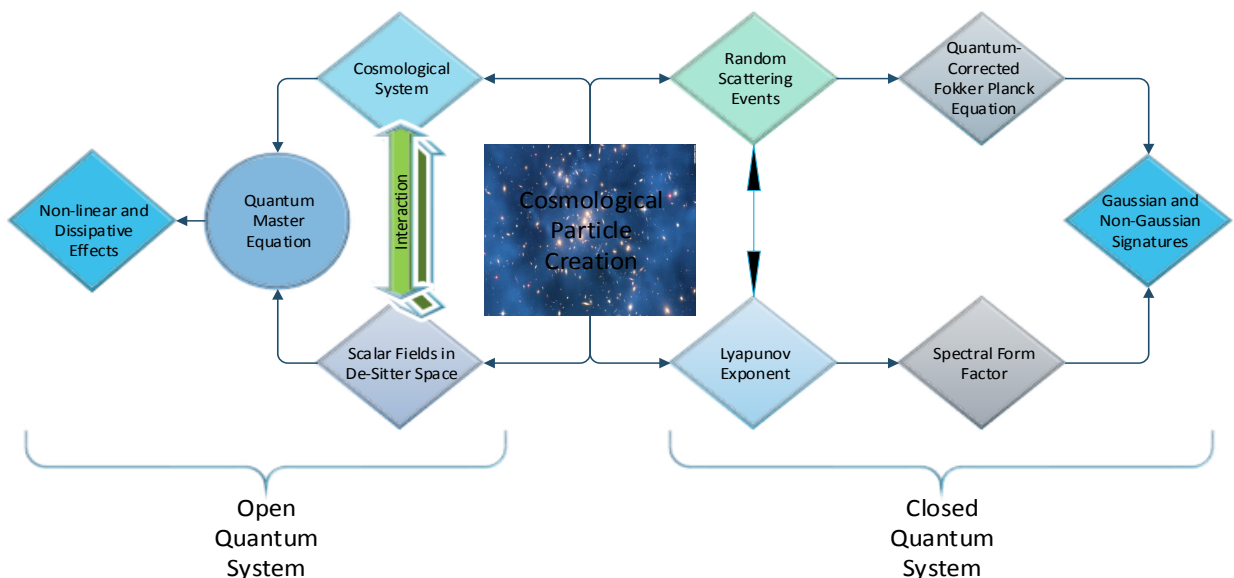 Cosmological
System
Random
Scattering
Events
Quantum-
Corrected
Fokker Planck
Equation
Non-linear and
Dissipative
Effects
Quantum
Master
Equation
Interaction
Cosmological
Particle
Creation
Gaussian and
Non-Gaussian
Signatures
Scalar Fields in
De-Sitter Space
Lyapunov
Exponent
Spectral Form
Factor
Open
Quantum
System
Closed
Quantum
System